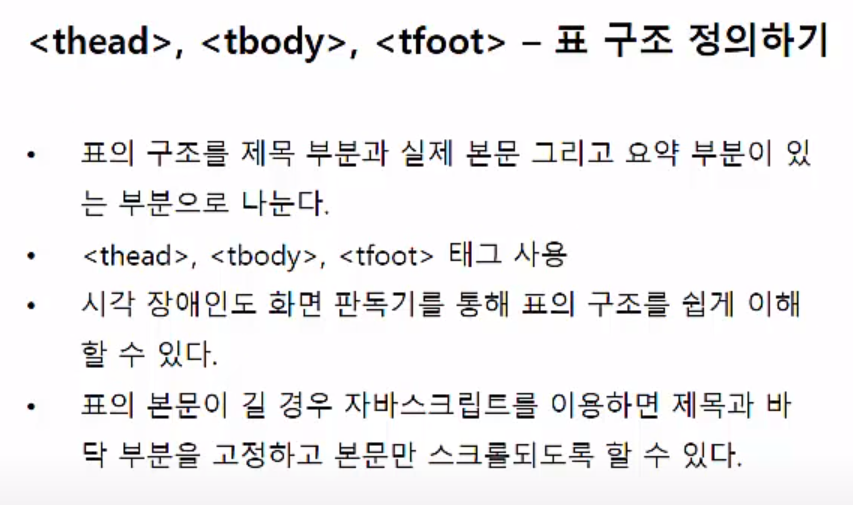 <thead>, <tbody>, <tfoot> – 표 구조 정의하기
• 표의 구조를 제목 부분과 실제 본문 그리고 요약 부분이 있
는 부분으로 나눈다.
• <thead>, <tbody>, <tfoot> 태그 사용
• 시각 장애인도 화면 판독기를 통해 표의 구조를 쉽게 이해
할 수 있다.
• 표의 본문이 길 경우 자바스크립트를 이용하면 제목과 바
닥 부분을 고정하고 본문만 스크롤되도록 할 수 있다.